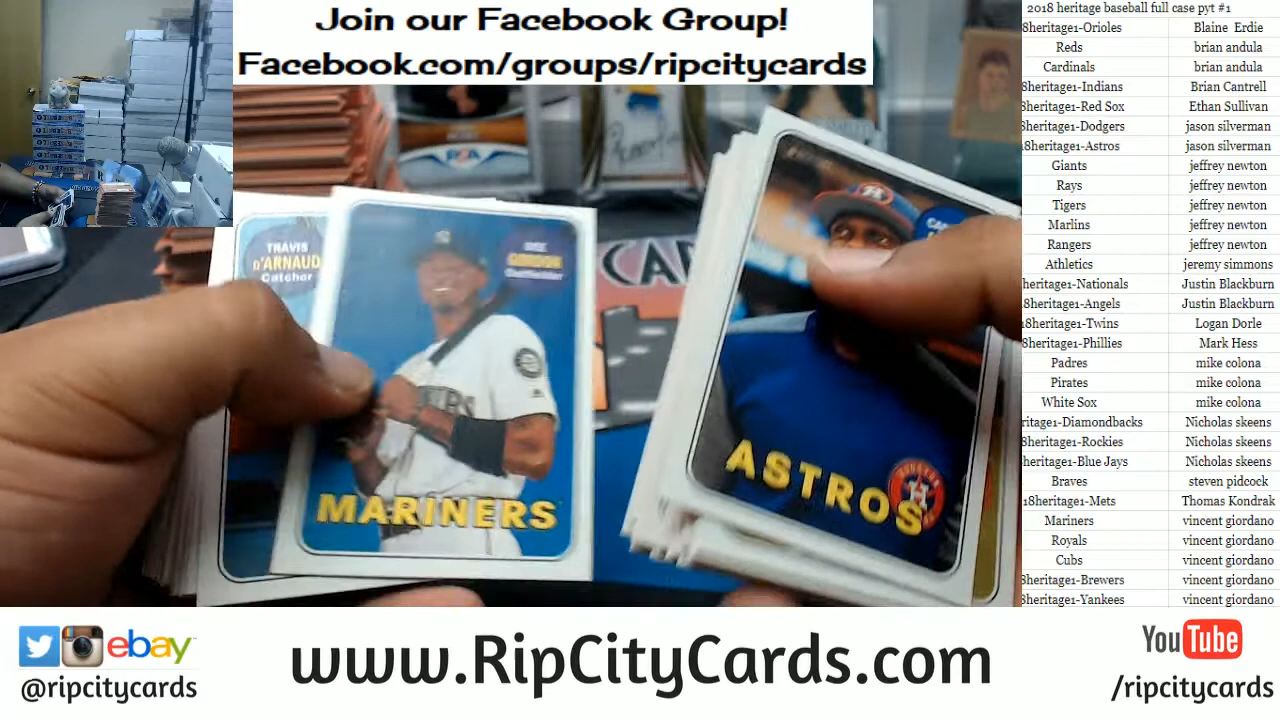 Join our Facebook Group!
Facebook.com/groups/ripcitycards
2018 heritage baseball full case pyt #1
8heritage1-Orioles Blaine Erdie
Reds brian andula
Cardinals brian andula
8heritage1-Indians Brian Cantrell
8heritage1-Red Sox Ethan Sullivan
8heritage1-Dodgers jason silverman
18heritage1-Astros jason silverman
Giants jeffrey newton
Rays jeffrey newton
Tigers jeffrey newton
Marlins jeffrey newton
Rangers jeffrey newton
Athletics jeremy simmons
heritage1-Nationals Justin Blackburn
8heritage1-Angels Justin Blackburn
18heritage1-Twins Logan Dorle
8heritage1-Phillies Mark Hess
Padres mike colona
Pirates mike colona
White Sox mike colona
ritage1-Diamondbacks Nicholas skeens
8heritage1-Rockies Nicholas skeens
heritage1-Blue Jays Nicholas skeens
Braves steven pidcock
18heritage1-Mets Thomas Kondrak
Mariners vincent giordano
Royals vincent giordano
Cubs vincent giordano
8heritage1-Brewers vincent giordano
8heritage1-Yankees vincent giordano
PSA
CAR
TRAVIS
D'ARNAUD
Catcher
DEE
GORDON
Outfielder
MARINERS
ASTROS
ebay
@ripcitycards
www.RipCityCards.com
YouTube
/ripcitycards